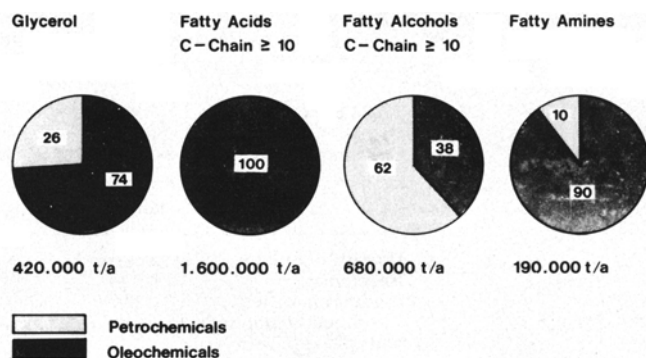 Glycerol
Fatty Acids
C-Chain ≥ 10
Fatty Alcohols
C-Chain ≥ 10
Fatty Amines
26
74
100
62
38
10
90
420.000 t/a
1.600.000 t/a
680.000 t/a
190.000 t/a
Petrochemicals
Oleochemicals